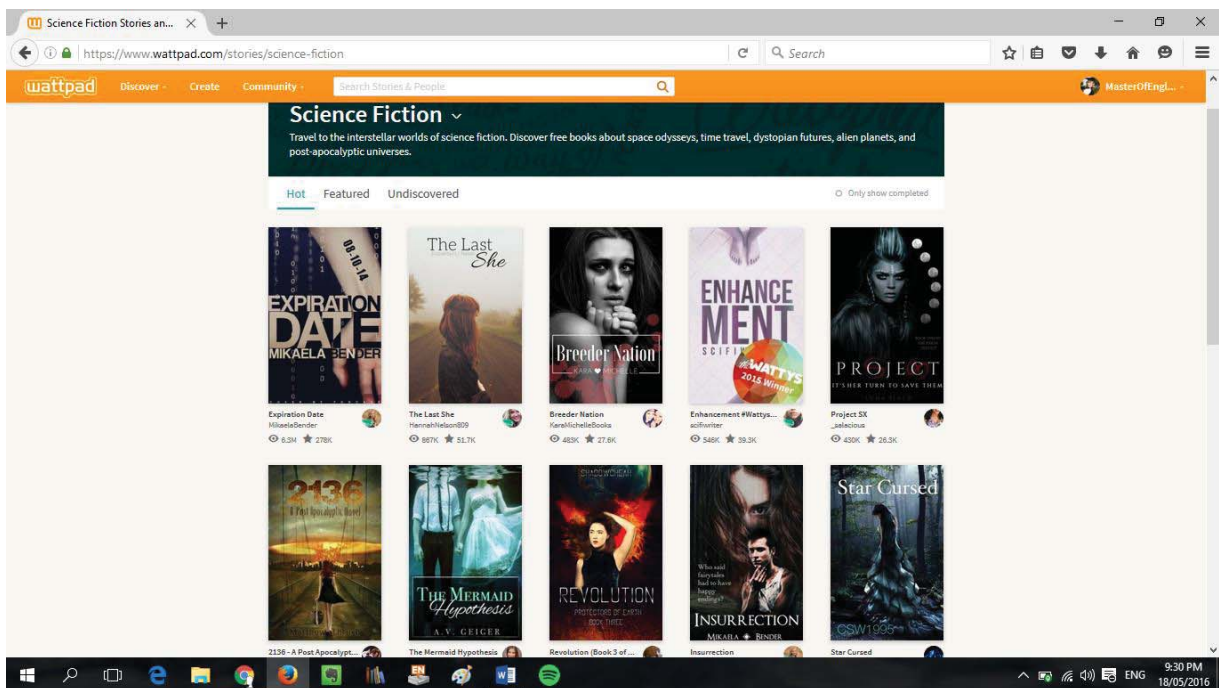 Science Fiction Stories an...
https://www.wattpad.com/stories/science-fiction
Search
wattpad
Discover
Create
Community
Search Stories & People
MasterOfEngl...
Science Fiction
Travel to the interstellar worlds of science fiction. Discover free books about space odysseys, time travel, dystopian futures, alien planets, and
post-apocalyptic universes.
Hot Featured Undiscovered
Only show completed
08·16·14
EXPIRATION
DATE
MIKAELA BENDER
The Last
She
Breeder Nation
KARA MICHELLE
ENHANCE
MENT
SCIFI
the WATTYS
2015 Winner
PROJECT
IT'S HER TURN TO SAVE THEM
Expiration Date
MikaelaBender
6.3M 278K
The Last She
HannahNelson809
867K 51.7K
Breeder Nation
KaraMichelleBooks
483K 27.6K
Enhancement #Wattys...
scifiwriter
546K 39.3K
Project SX
_salacious
430K 26.3K
2136
A Post Apocalyptic Novel
THE MERMAID
Hypothesis
A.V. GEIGER
REVOLUTION
PROTECTORS OF EARTH
BOOK THREE
Who said
fairytales
had to have
happy
endings?
INSURRECTION
MIKAELA BENDER
Star Cursed
CSW1995
2136 - A Post Apocalypt...
The Mermaid Hypothesis
Revolution (Book 3 of ...
Insurrection
Star Cursed
ENG
9:30 PM
18/05/2016